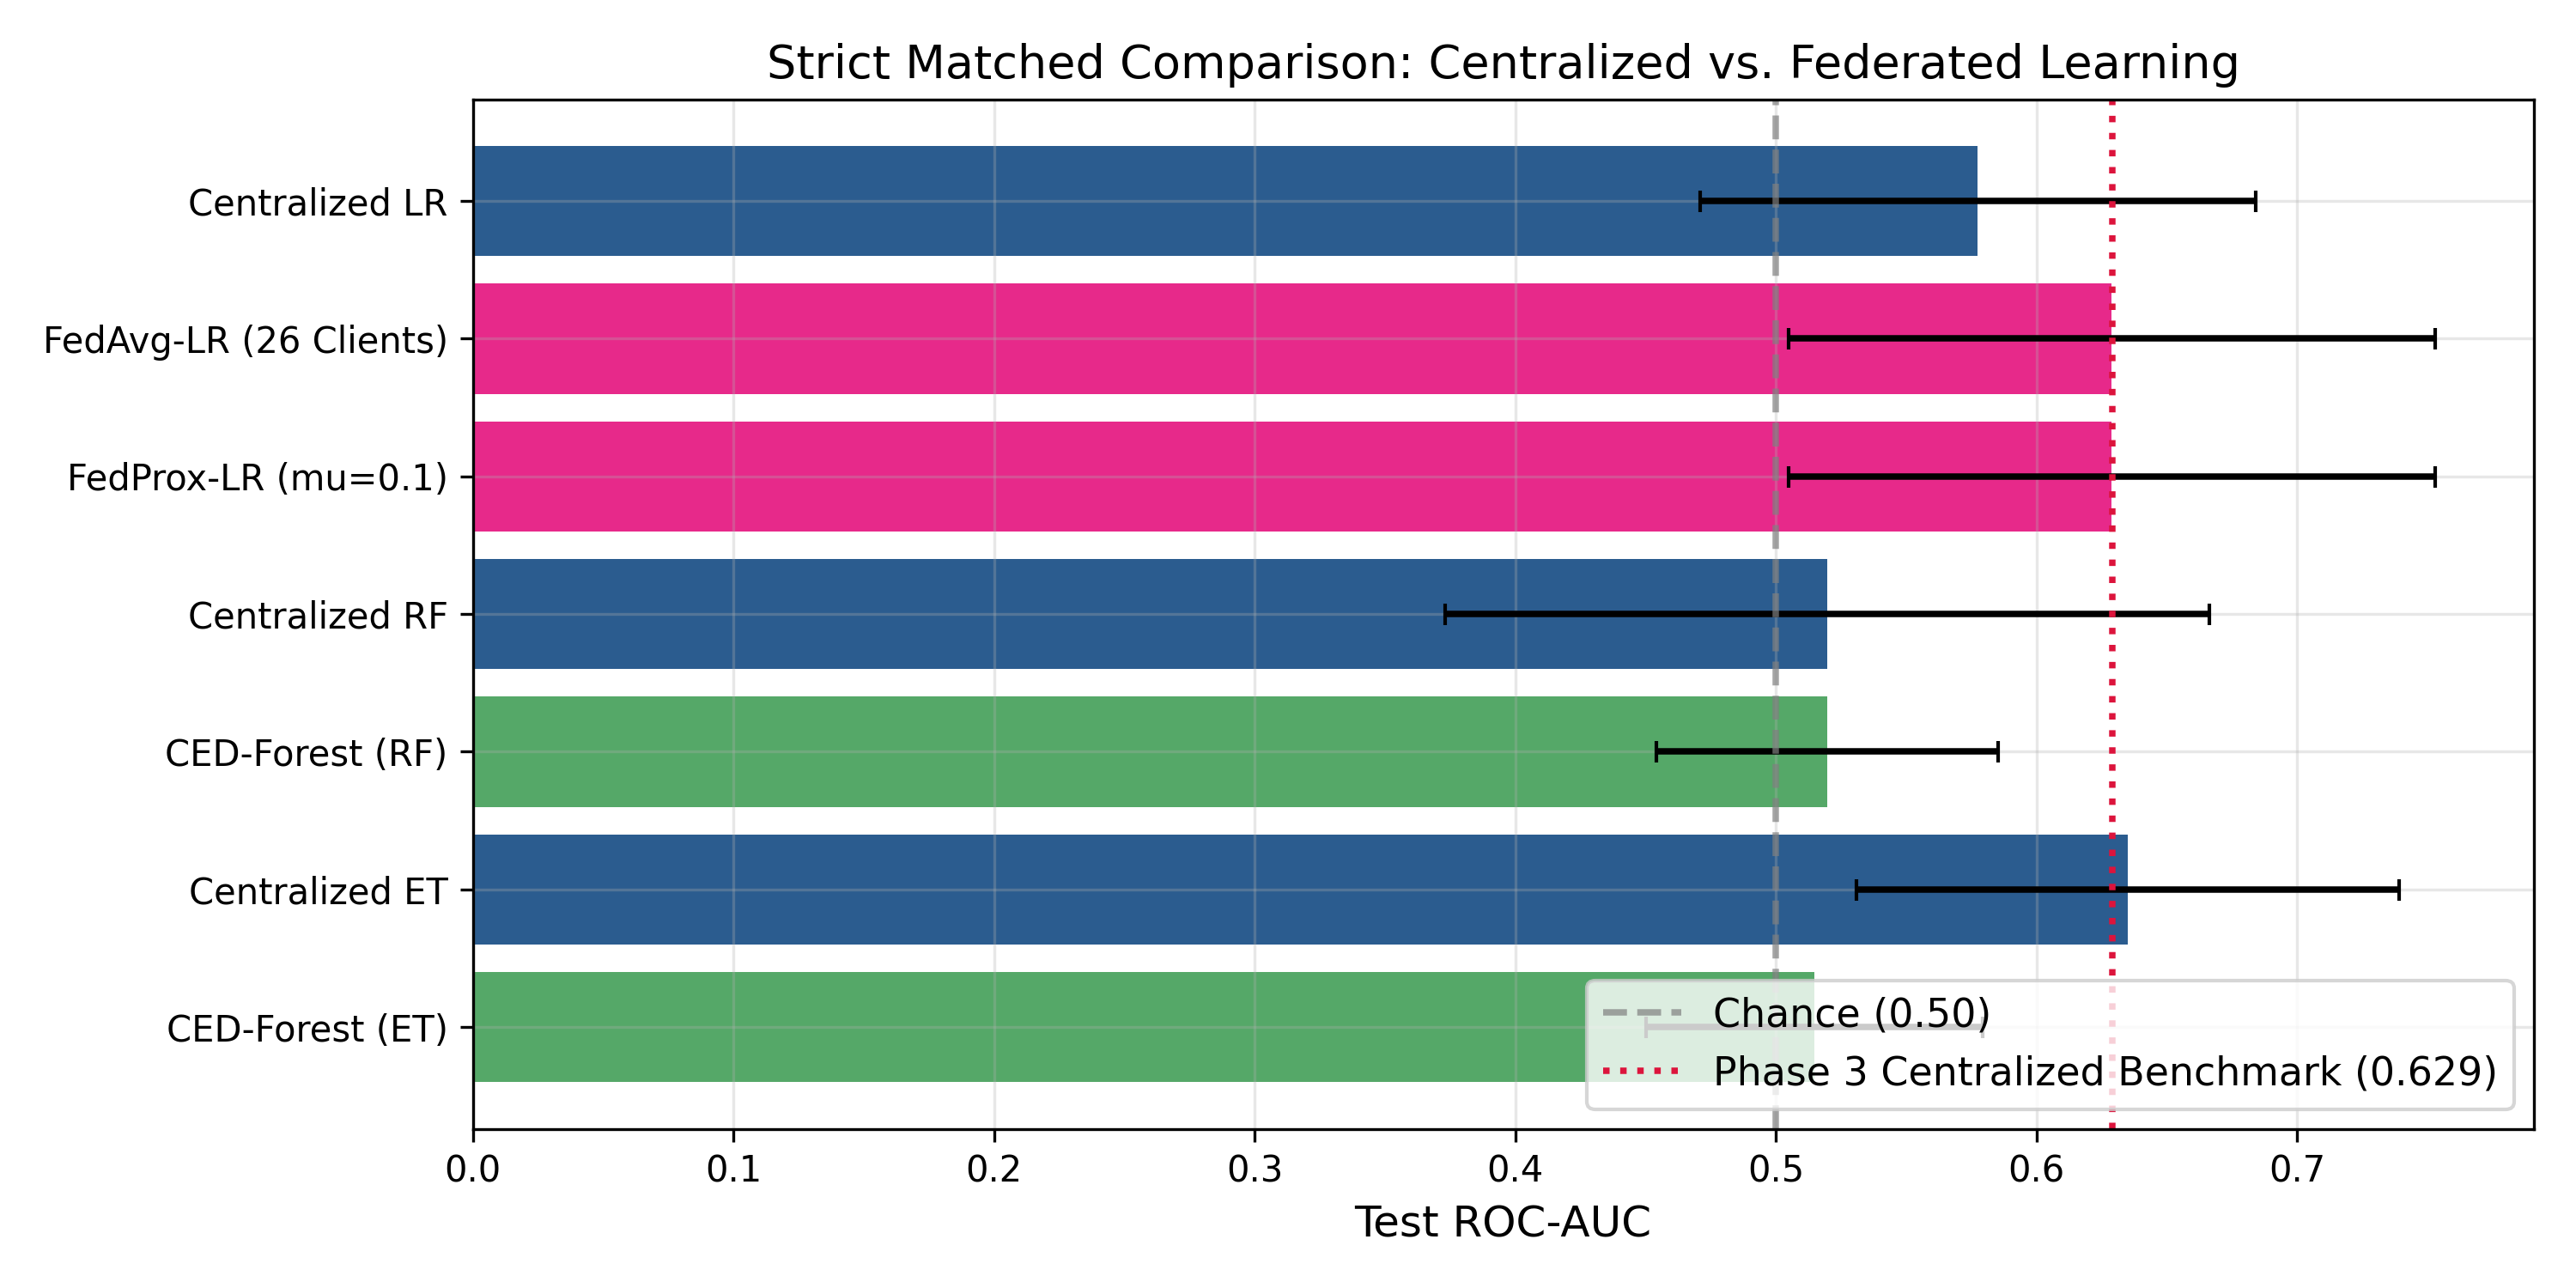 Strict Matched Comparison: Centralized vs. Federated Learning
Centralized LR
FedAvg-LR (26 Clients)
FedProx-LR (mu=0.1)
Centralized RF
CED-Forest (RF)
Centralized ET
CED-Forest (ET)
Chance (0.50)
Phase 3 Centralized Benchmark (0.629)
0.0 0.1 0.2 0.3 0.4 0.5 0.6 0.7
Test ROC-AUC